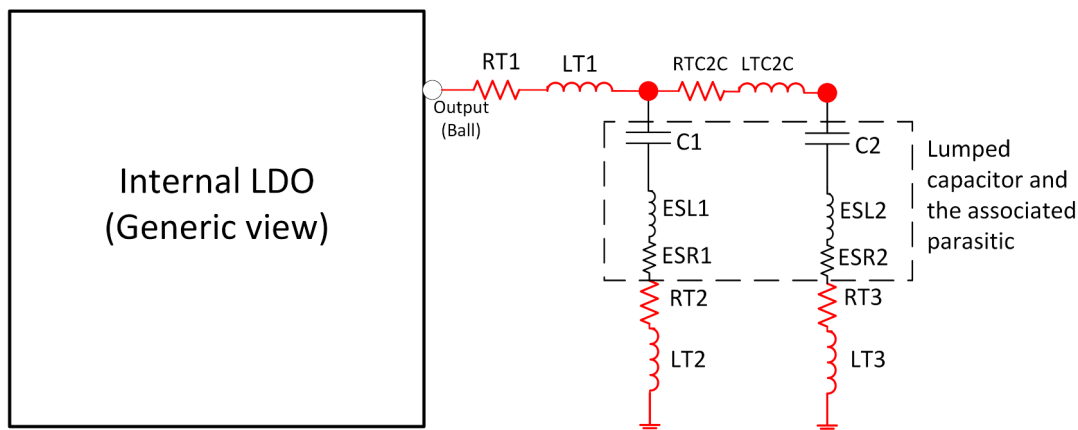 Internal LDO
(Generic view)
Output
(Ball)
RT1
LT1
RTC2C
LTC2C
C1
C2
ESL1
ESL2
ESR1
ESR2
RT2
RT3
LT2
LT3
Lumped
capacitor and
the associated
parasitic